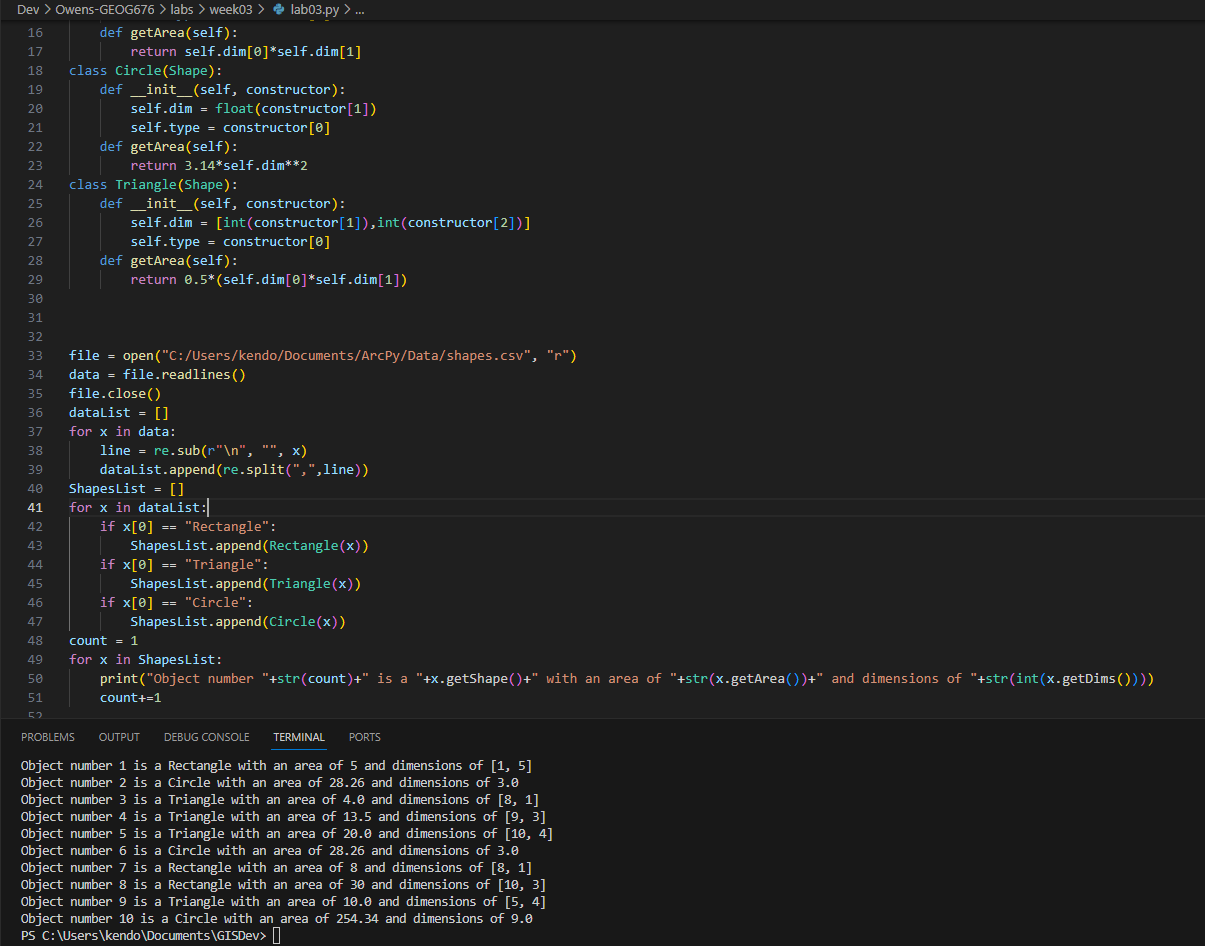 Dev > Owens-GEOG676 > labs > week03 > lab03.py > ...
16     def getArea(self):
17         return self.dim[0]*self.dim[1]
18 class Circle(Shape):
19     def __init__(self, constructor):
20         self.dim = float(constructor[1])
21         self.type = constructor[0]
22     def getArea(self):
23         return 3.14*self.dim**2
24 class Triangle(Shape):
25     def __init__(self, constructor):
26         self.dim = [int(constructor[1]),int(constructor[2])]
27         self.type = constructor[0]
28     def getArea(self):
29         return 0.5*(self.dim[0]*self.dim[1])
30
31
32
33 file = open("C:/Users/kendo/Documents/ArcPy/Data/shapes.csv", "r")
34 data = file.readlines()
35 file.close()
36 dataList = []
37 for x in data:
38     line = re.sub(r"\n", "", x)
39     dataList.append(re.split(",",line))
40 ShapesList = []
41 for x in dataList:
42     if x[0] == "Rectangle":
43         ShapesList.append(Rectangle(x))
44     if x[0] == "Triangle":
45         ShapesList.append(Triangle(x))
46     if x[0] == "Circle":
47         ShapesList.append(Circle(x))
48 count = 1
49 for x in ShapesList:
50     print("Object number "+str(count)+" is a "+x.getShape()+" with an area of "+str(x.getArea())+" and dimensions of "+str(int(x.getDims())))
51     count+=1
52
PROBLEMS OUTPUT DEBUG CONSOLE TERMINAL PORTS
Object number 1 is a Rectangle with an area of 5 and dimensions of [1, 5]
Object number 2 is a Circle with an area of 28.26 and dimensions of 3.0
Object number 3 is a Triangle with an area of 4.0 and dimensions of [8, 1]
Object number 4 is a Triangle with an area of 13.5 and dimensions of [9, 3]
Object number 5 is a Triangle with an area of 20.0 and dimensions of [10, 4]
Object number 6 is a Circle with an area of 28.26 and dimensions of 3.0
Object number 7 is a Rectangle with an area of 8 and dimensions of [8, 1]
Object number 8 is a Rectangle with an area of 30 and dimensions of [10, 3]
Object number 9 is a Triangle with an area of 10.0 and dimensions of [5, 4]
Object number 10 is a Circle with an area of 254.34 and dimensions of 9.0
PS C:\Users\kendo\Documents\GISDev>